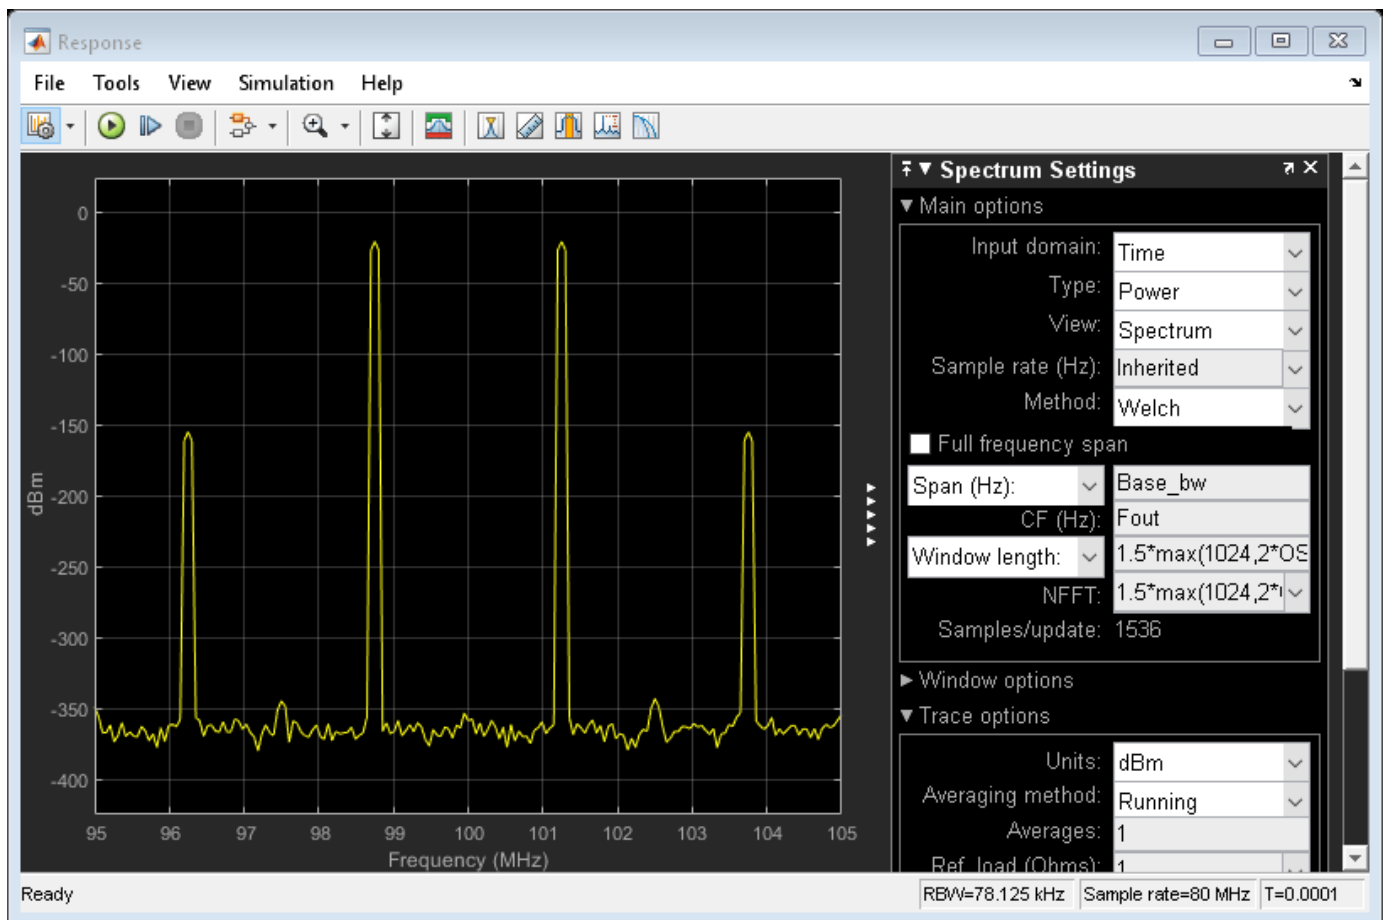 Response
File Tools View Simulation Help
Spectrum Settings
Main options
Input domain: Time
Type: Power
View: Spectrum
Sample rate (Hz): Inherited
Method: Welch
Full frequency span
Span (Hz): Base_bw
CF (Hz): Fout
Window length: 1.5*max(1024,2*OS
NFFT: 1.5*max(1024,2*
Samples/update: 1536
Window options
Trace options
Units: dBm
Averaging method: Running
Averages: 1
Ref. load (Ohms): 1
0
-50
-100
-150
-200
-250
-300
-350
-400
dBm
95 96 97 98 99 100 101 102 103 104 105
Frequency (MHz)
Ready
RBW=78.125 kHz Sample rate=80 MHz T=0.0001